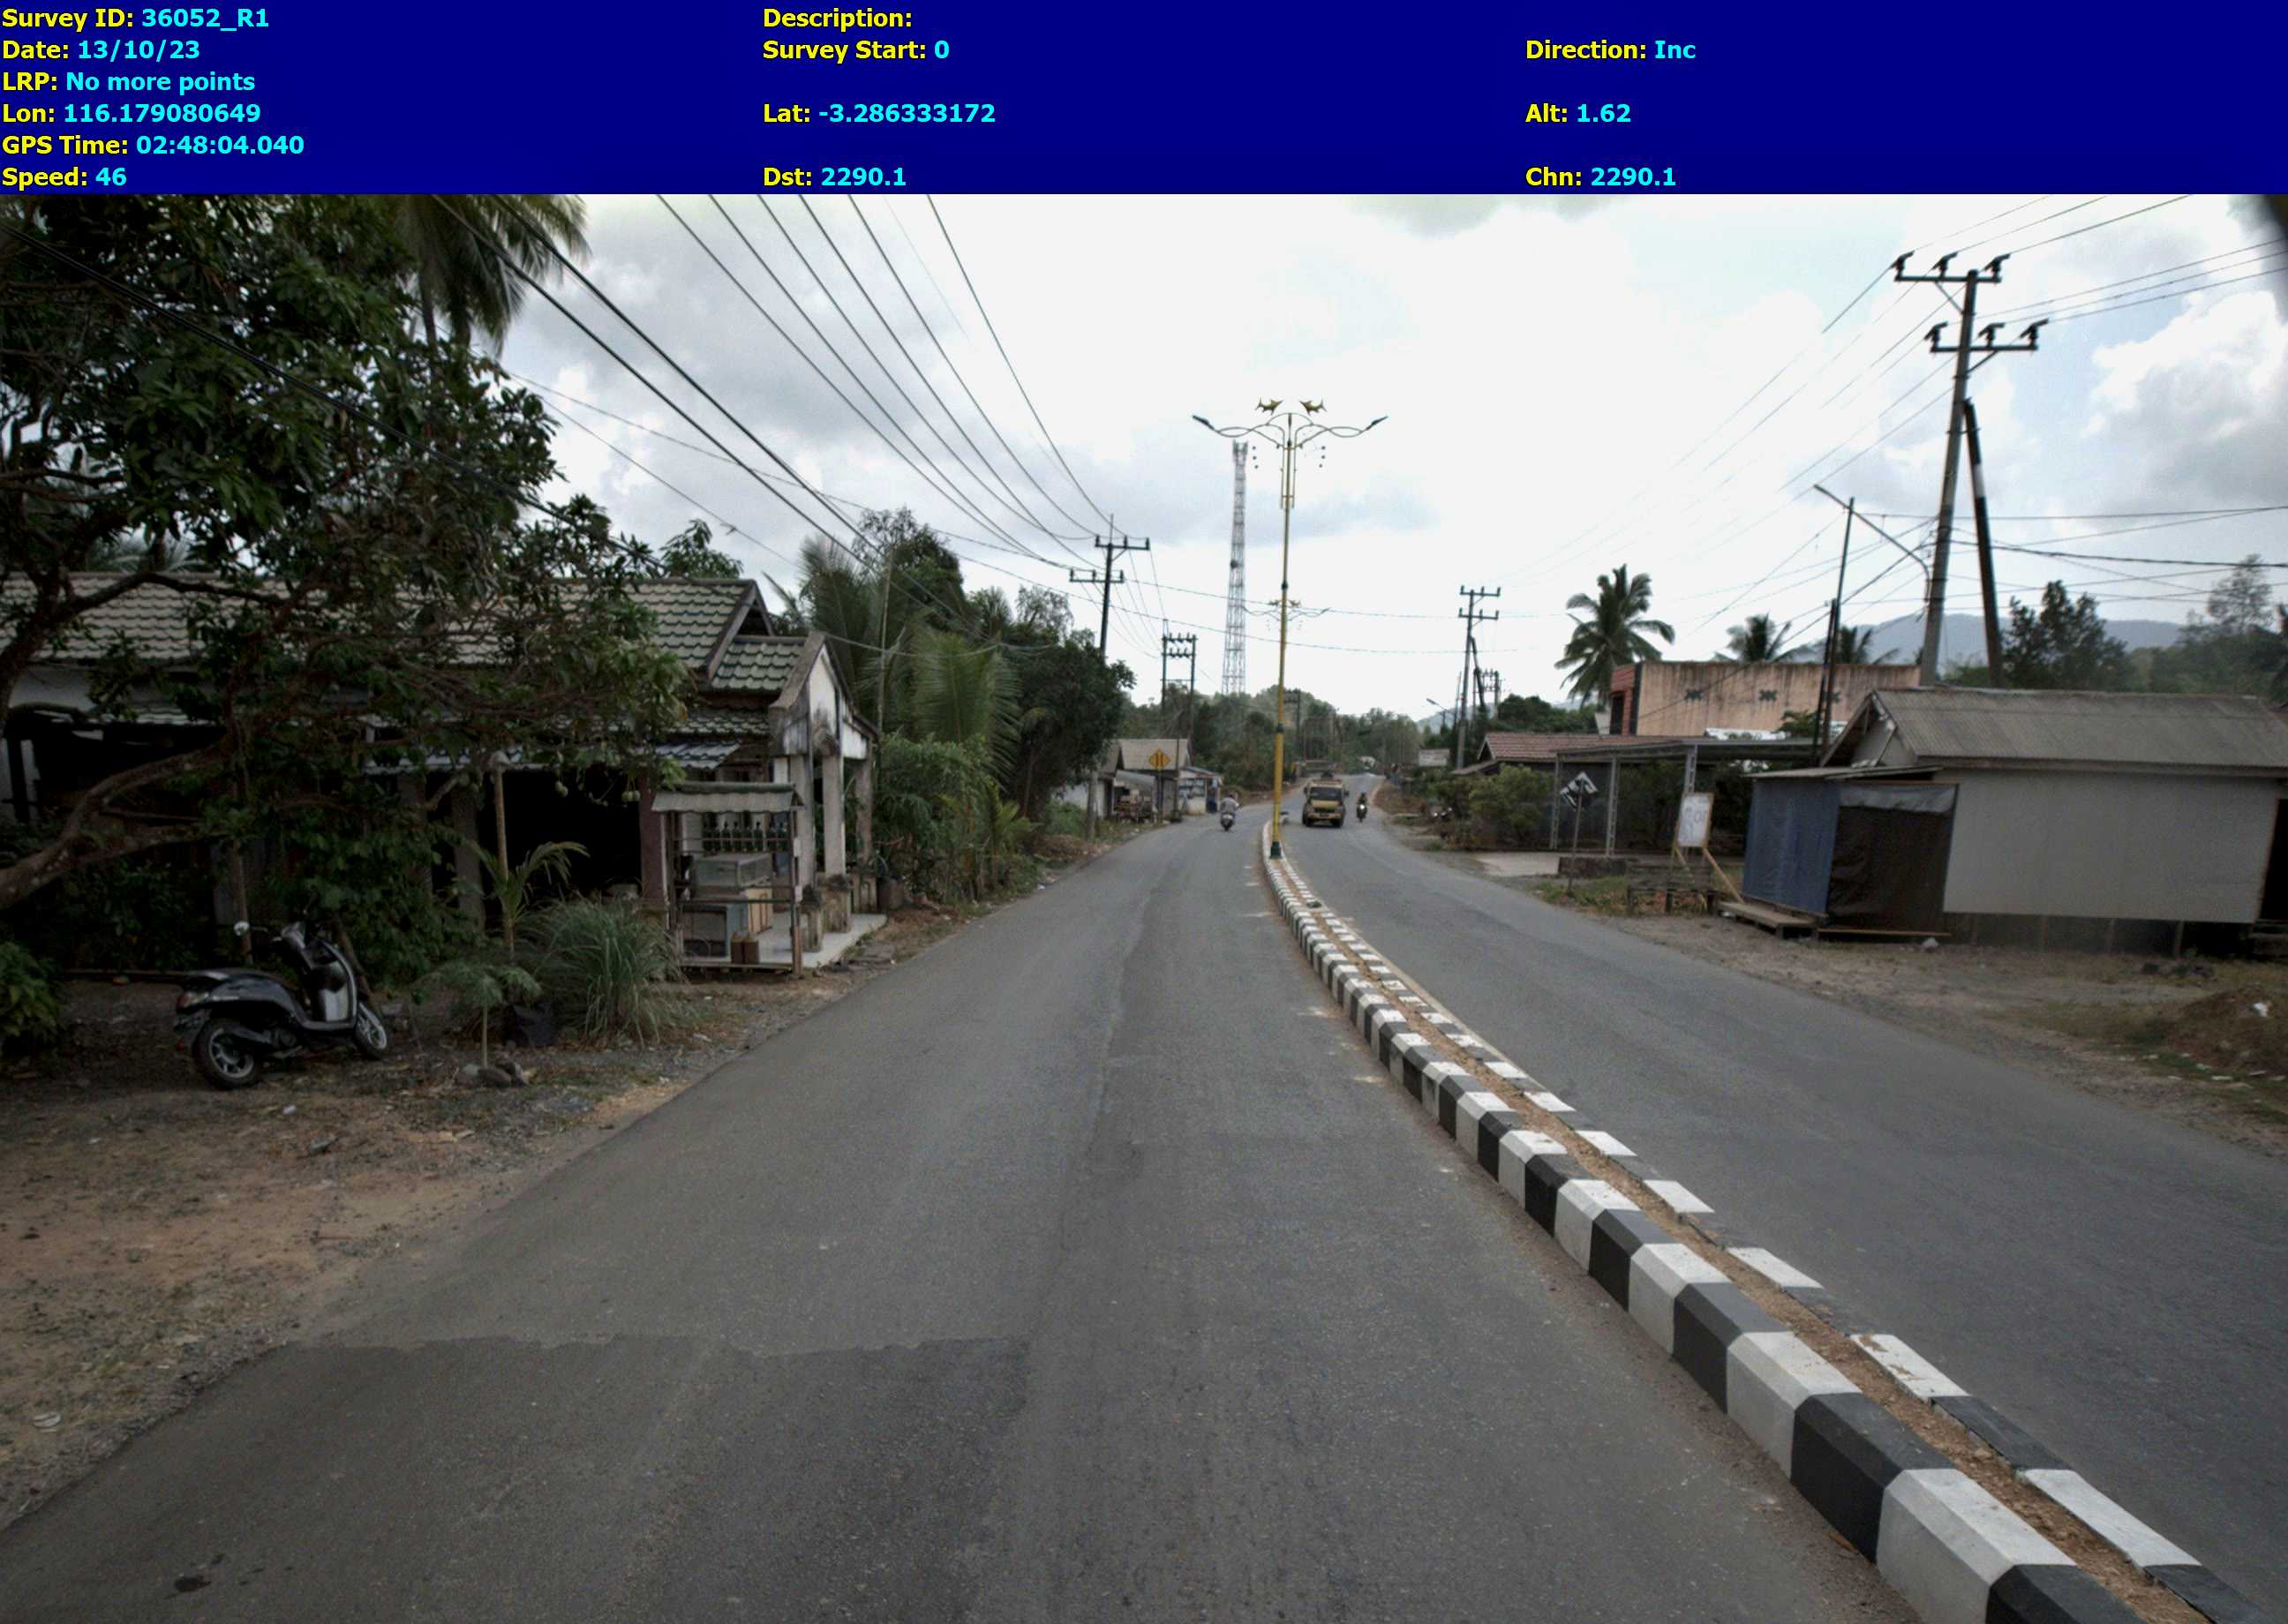 Survey ID: 36052_R1
Description:
Date: 13/10/23
Survey Start: 0
Direction: Inc
LRP: No more points
Lon: 116.179080649
Lat: -3.286333172
Alt: 1.62
GPS Time: 02:48:04.040
Speed: 46
Dst: 2290.1
Chn: 2290.1